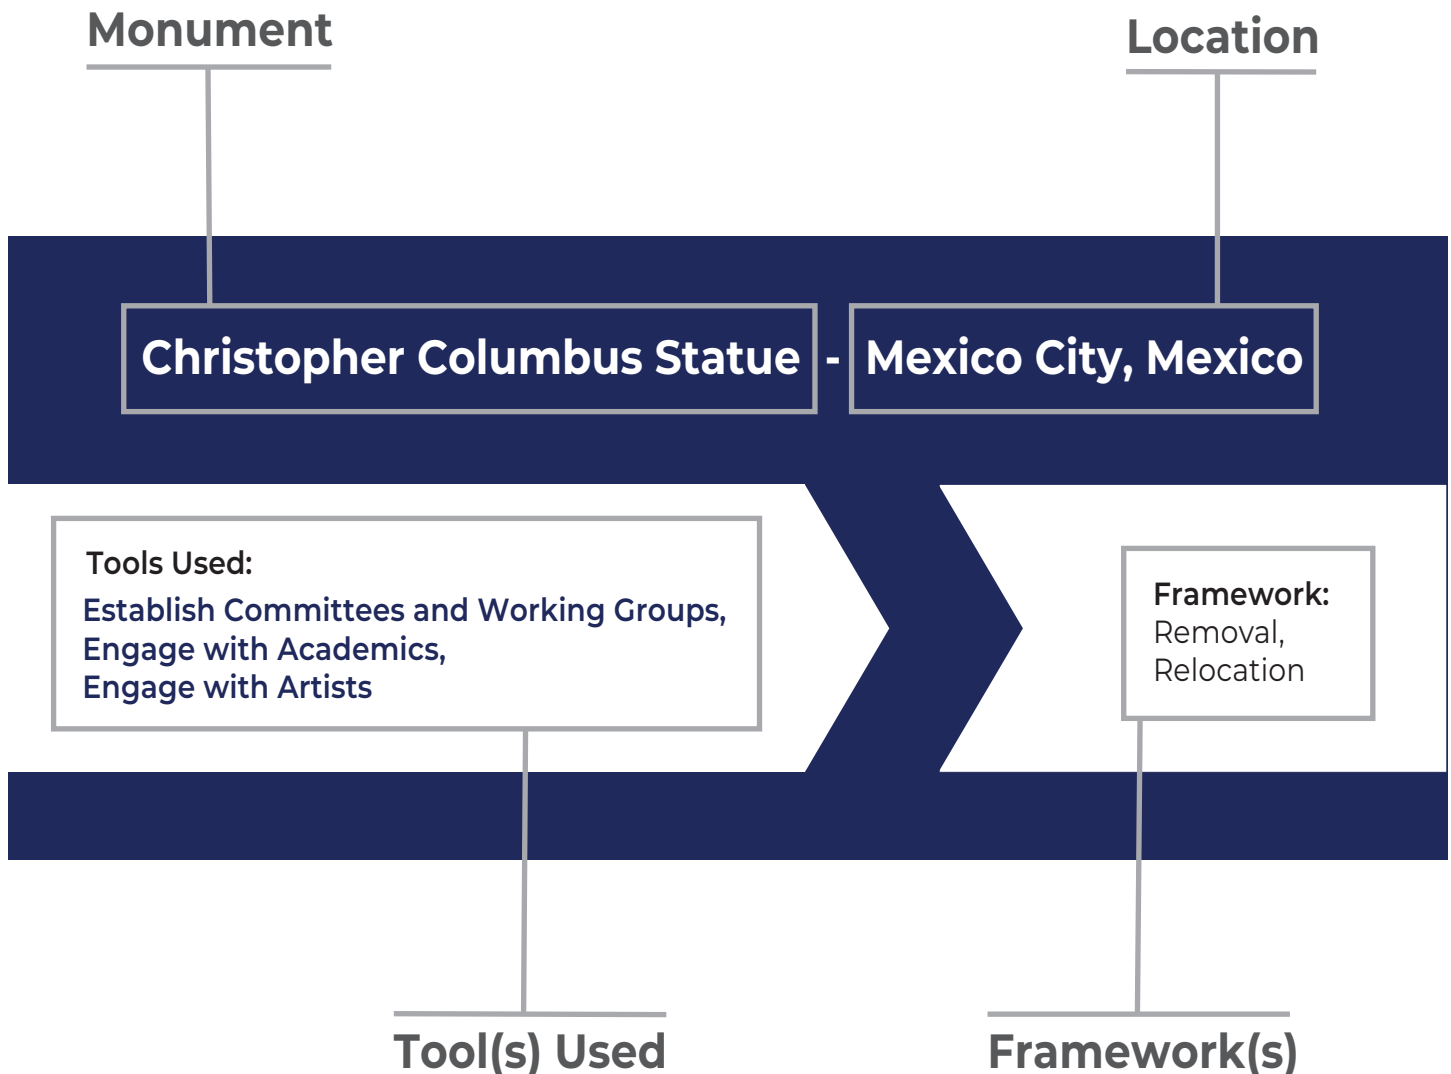 Monument
Location
Christopher Columbus Statue - Mexico City, Mexico
Tools Used:
Establish Committees and Working Groups,
Engage with Academics,
Engage with Artists
Framework:
Removal,
Relocation
Tool(s) Used
Framework(s)